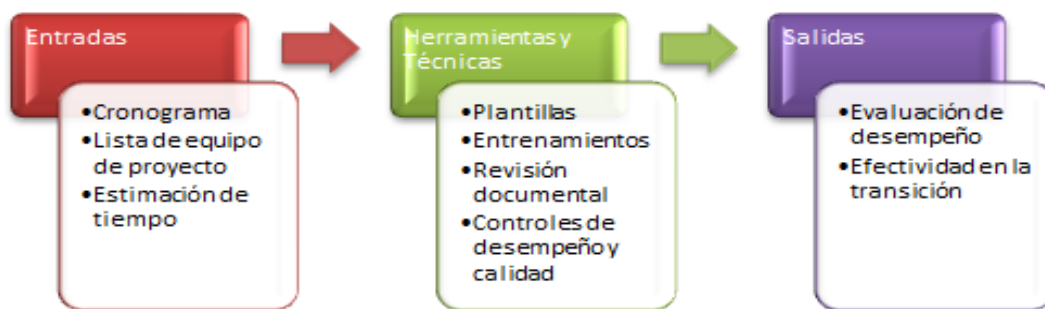 Entradas
•Cronograma
•Lista de equipo
de proyecto
•Estimación de
tiempo
Herramientas y
Técnicas
•Plantillas
•Entrenamientos
•Revisión
documental
•Controles de
desempeño y
calidad
Salidas
•Evaluación de
desempeño
•Efectividad en la
transición